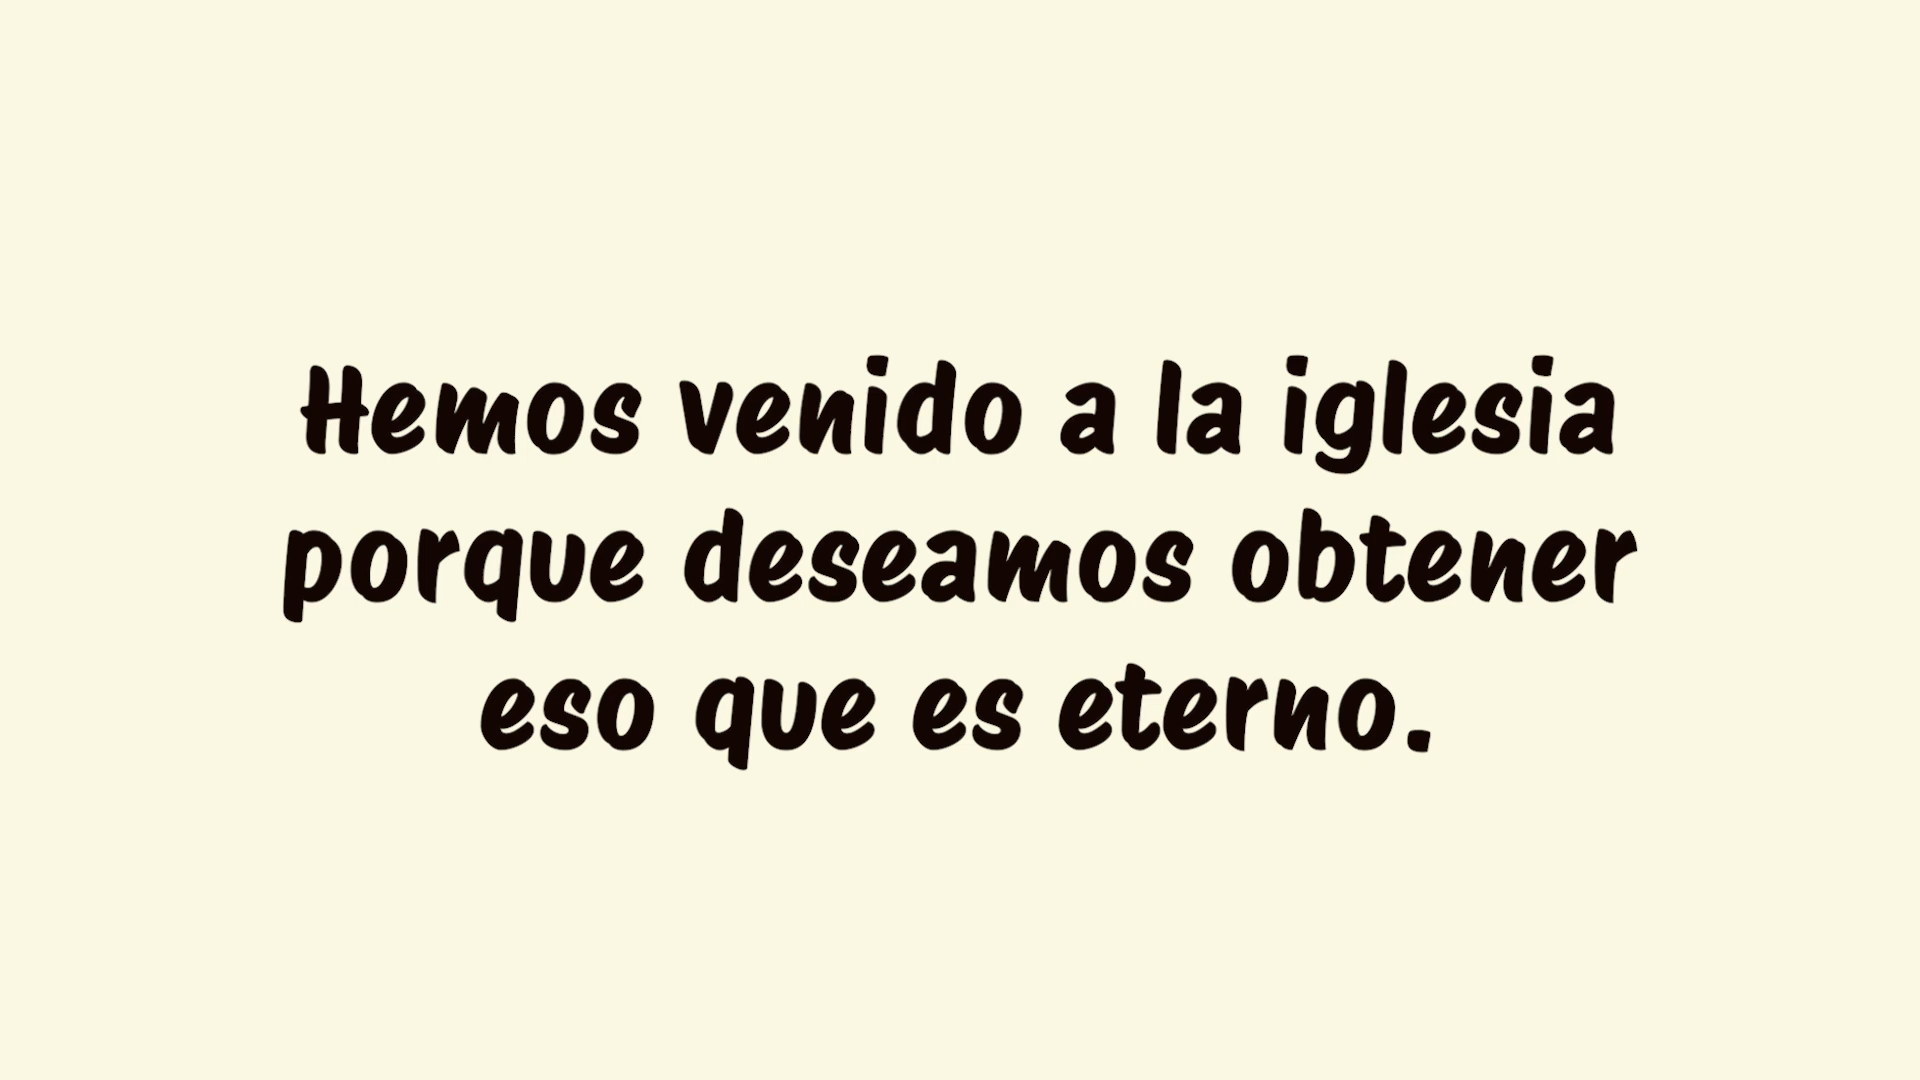 Hemos venido a la iglesia
porque deseamos obtener
eso que es eterno.